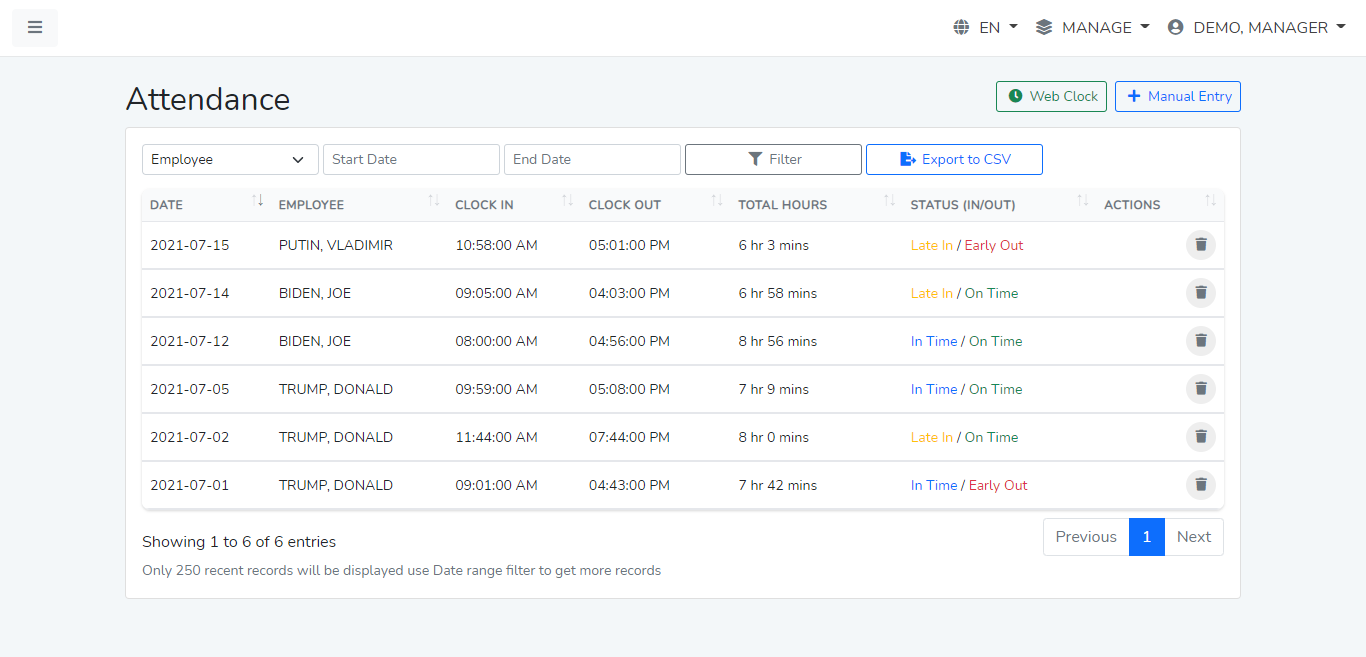 EN MANAGE DEMO, MANAGER
Attendance
Web Clock Manual Entry
Employee Start Date End Date Filter Export to CSV
DATE EMPLOYEE CLOCK IN CLOCK OUT TOTAL HOURS STATUS (IN/OUT) ACTIONS
2021-07-15 PUTIN, VLADIMIR 10:58:00 AM 05:01:00 PM 6 hr 3 mins Late In / Early Out
2021-07-14 BIDEN, JOE 09:05:00 AM 04:03:00 PM 6 hr 58 mins Late In / On Time
2021-07-12 BIDEN, JOE 08:00:00 AM 04:56:00 PM 8 hr 56 mins In Time / On Time
2021-07-05 TRUMP, DONALD 09:59:00 AM 05:08:00 PM 7 hr 9 mins In Time / On Time
2021-07-02 TRUMP, DONALD 11:44:00 AM 07:44:00 PM 8 hr 0 mins Late In / On Time
2021-07-01 TRUMP, DONALD 09:01:00 AM 04:43:00 PM 7 hr 42 mins In Time / Early Out
Showing 1 to 6 of 6 entries
Previous 1 Next
Only 250 recent records will be displayed use Date range filter to get more records